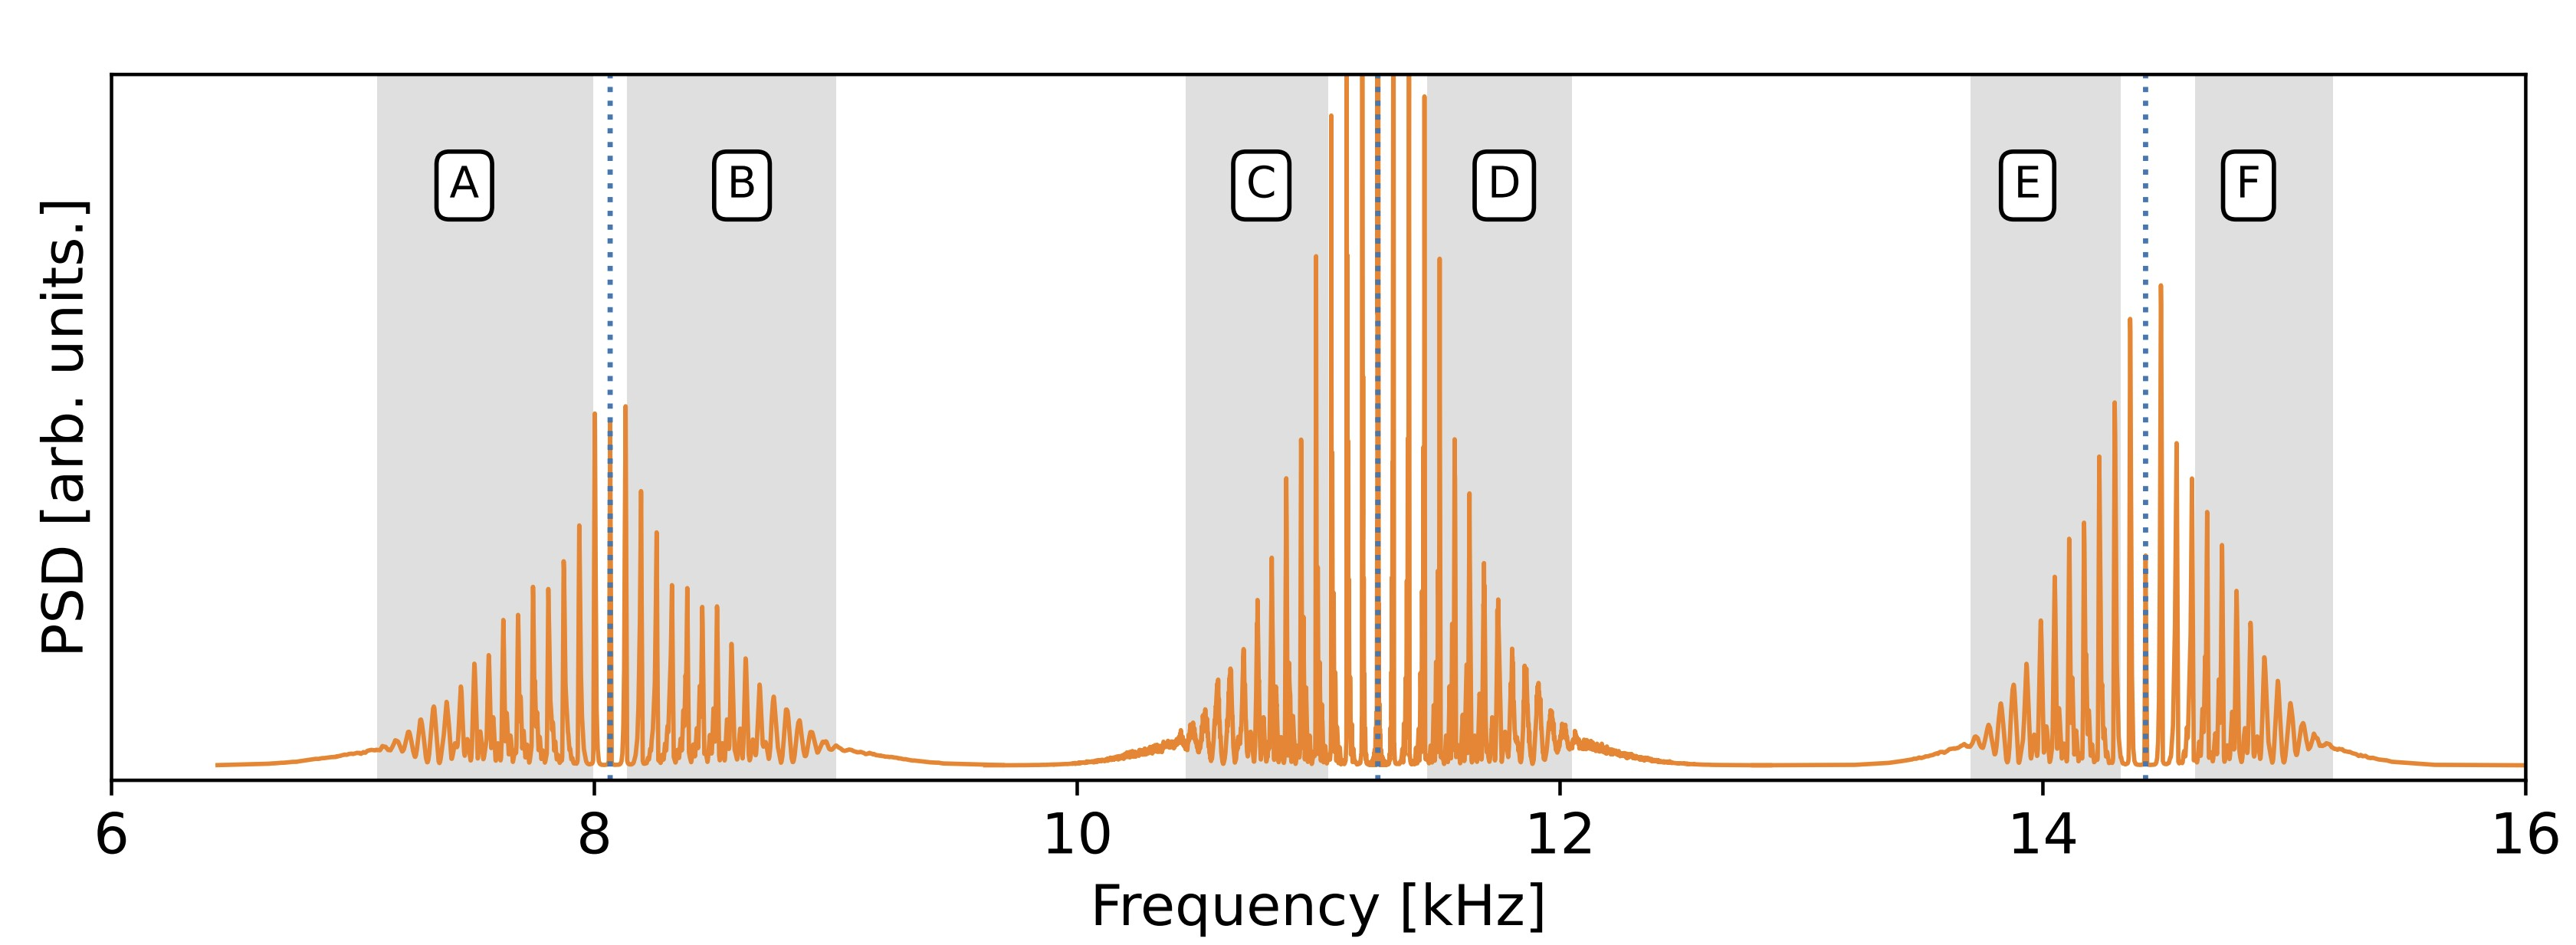 A B C D E F
PSD [arb. units.]
6 8 10 12 14 16
Frequency [kHz]